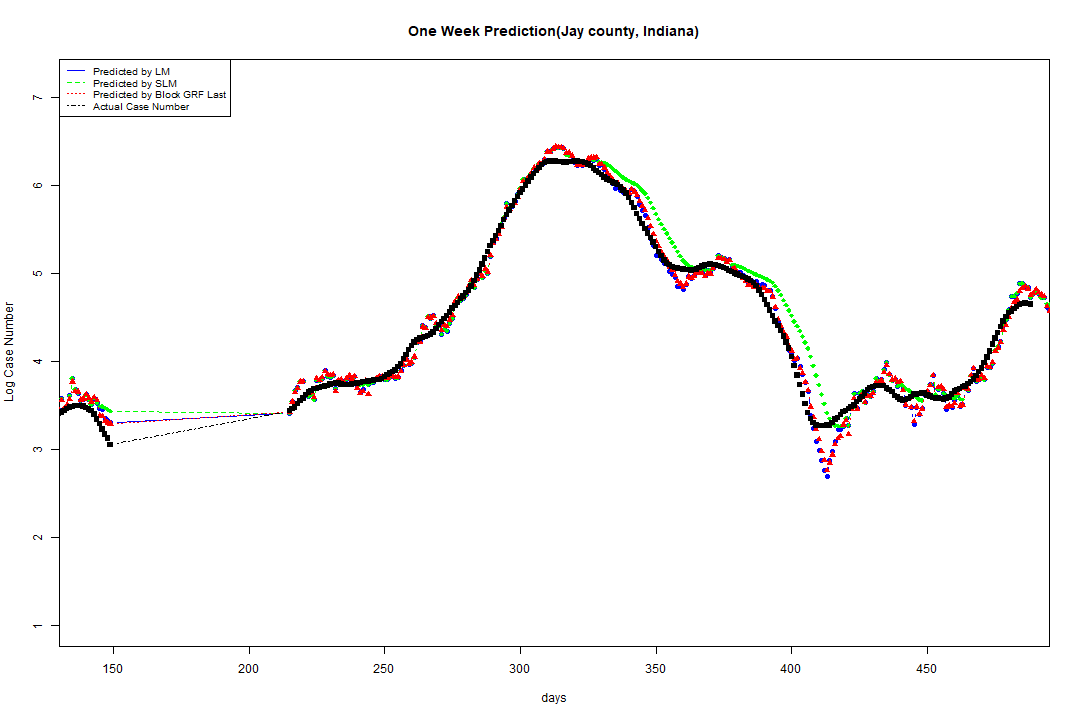 One Week Prediction(Jay county, Indiana)
Predicted by LM
Predicted by SLM
Predicted by Block GRF Last
Actual Case Number
Log Case Number
7
6
5
4
3
2
1
150 200 250 300 350 400 450
days